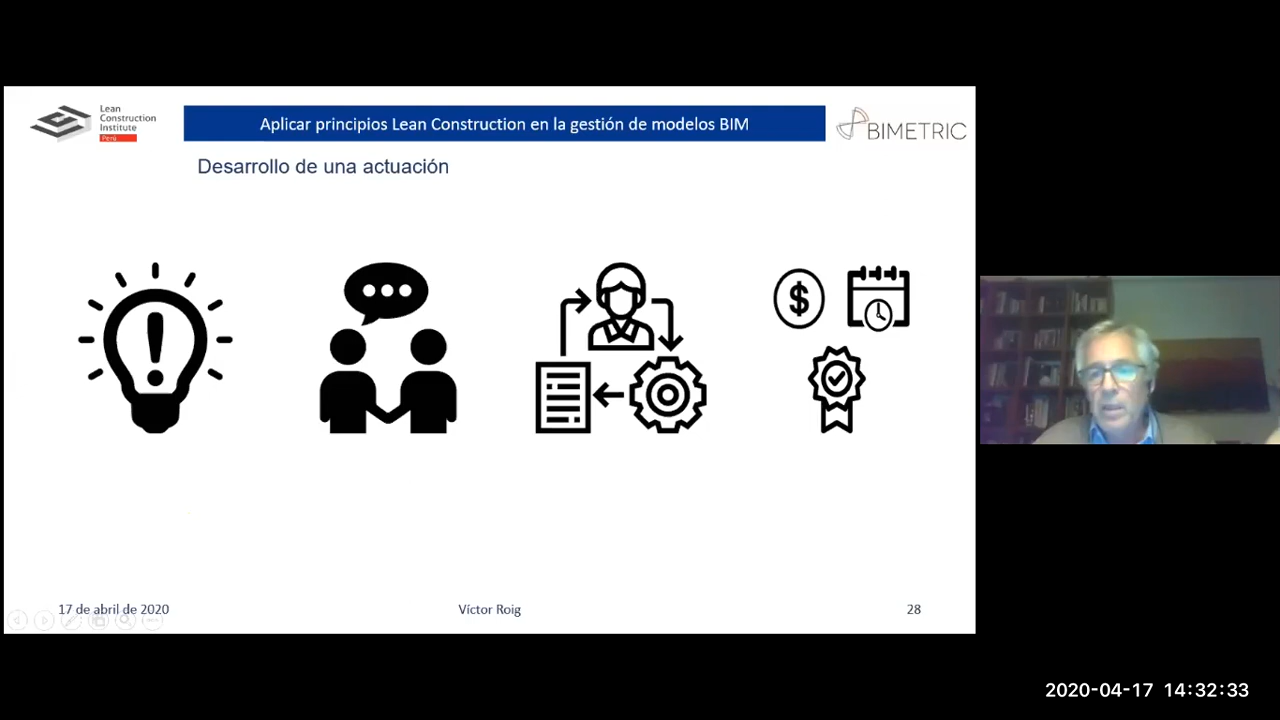 Lean
Construction
Institute
Perú
Aplicar principios Lean Construction en la gestión de modelos BIM
BIMETRIC
Desarrollo de una actuación
!
$
17 de abril de 2020
Víctor Roig
28
2020-04-17 14:32:33